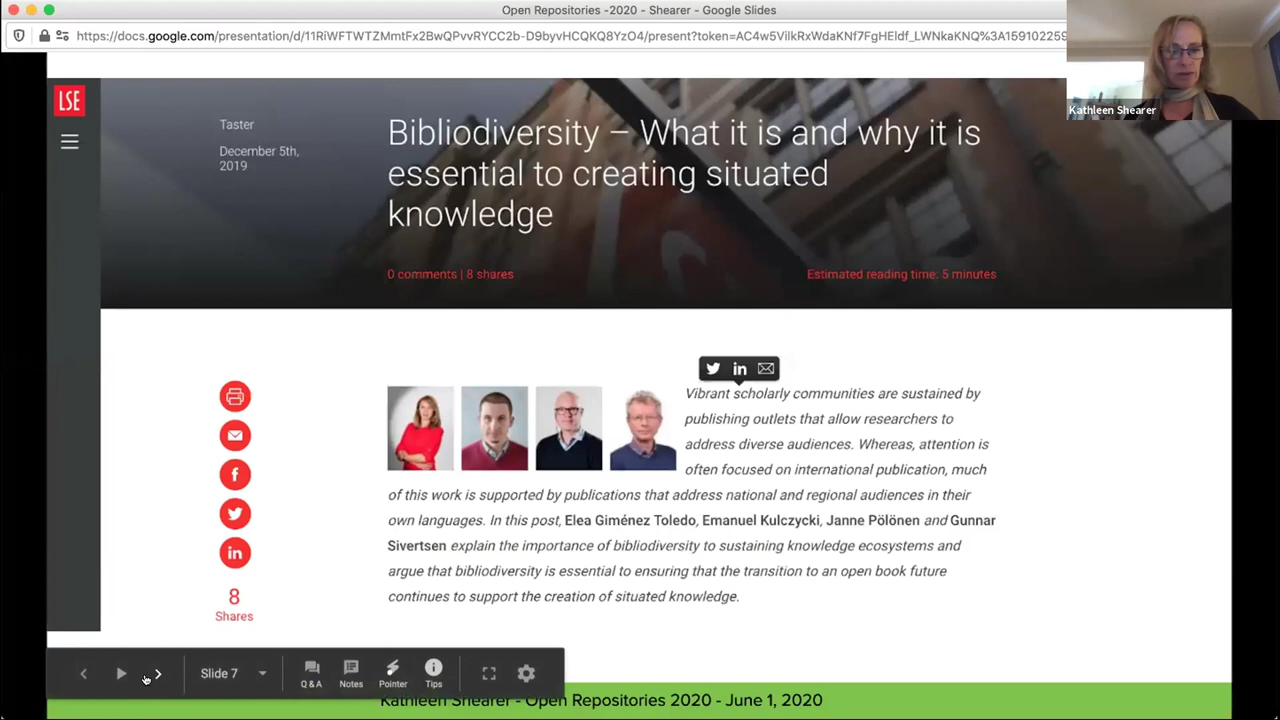 Open Repositories -2020 - Shearer - Google Slides
https://docs.google.com/presentation/d/11RiWFTWTZMmtFx2BwQPvvRYCC2b-D9byvHCQKQ8YzO4/present?token=AC4w5VilkRxWdaKNf7FgHEldf_LWNkaKNQ%3A15910225
Kathleen Shearer
LSE
Taster
December 5th,
2019
Bibliodiversity – What it is and why it is
essential to creating situated
knowledge
0 comments | 8 shares
Estimated reading time: 5 minutes
Vibrant scholarly communities are sustained by
publishing outlets that allow researchers to
address diverse audiences. Whereas, attention is
often focused on international publication, much
of this work is supported by publications that address national and regional audiences in their
own languages. In this post, Elea Giménez Toledo, Emanuel Kulczycki, Janne Pölönen and Gunnar
Sivertsen explain the importance of bibliodiversity to sustaining knowledge ecosystems and
argue that bibliodiversity is essential to ensuring that the transition to an open book future
continues to support the creation of situated knowledge.
8
Shares
Slide 7
Q & A
Notes
Pointer
Tips
Kathleen Shearer - Open Repositories 2020 - June 1, 2020